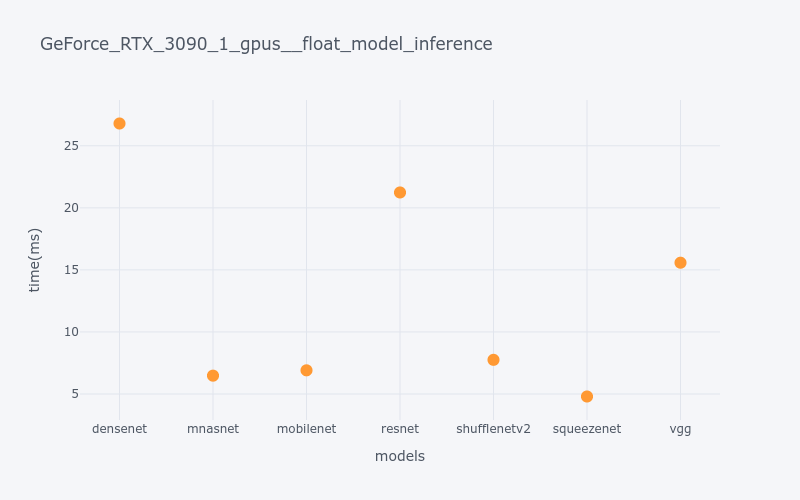 GeForce_RTX_3090_1_gpus__float_model_inference
time(ms)
25
20
15
10
5
densenet mnasnet mobilenet resnet shufflenetv2 squeezenet vgg
models